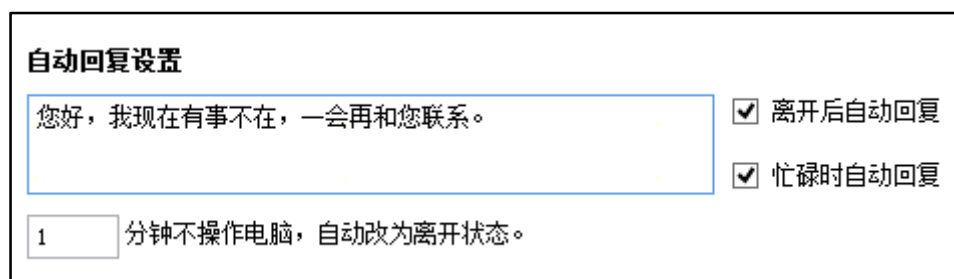 自动回复设置
您好，我现在有事不在，一会再和您联系。
离开后自动回复
忙碌时自动回复
1 分钟不操作电脑，自动改为离开状态。